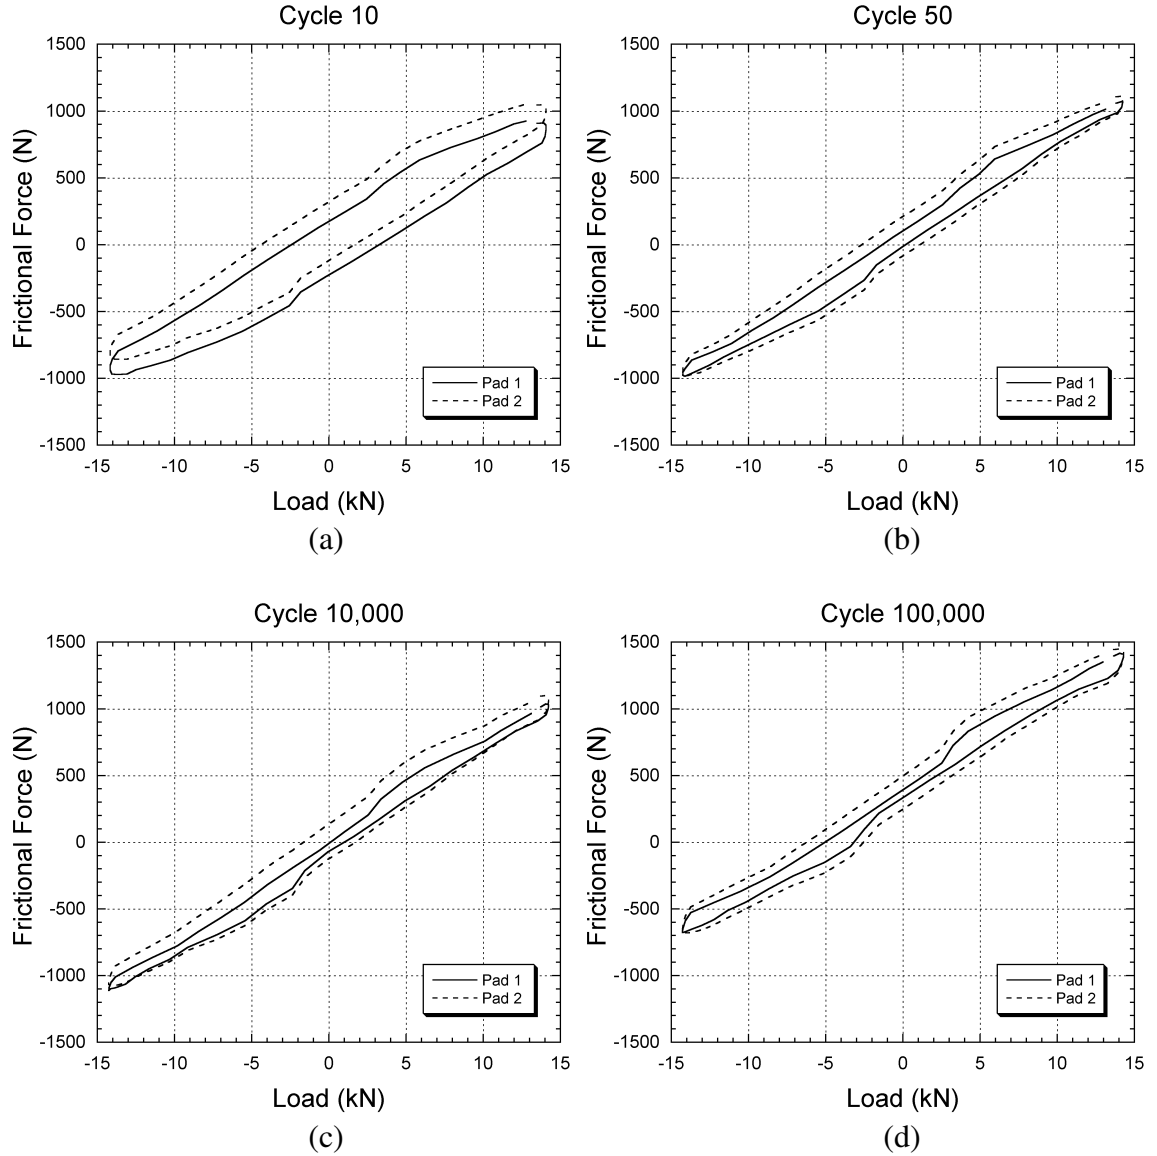 Cycle 10
Cycle 50
1500
1000
500
0
-500
-1000
-1500
Frictional Force (N)
Pad 1
Pad 2
-15 -10 -5 0 5 10 15
Load (kN)
(a)
1500
1000
500
0
-500
-1000
-1500
Frictional Force (N)
Pad 1
Pad 2
-15 -10 -5 0 5 10 15
Load (kN)
(b)
Cycle 10,000
Cycle 100,000
1500
1000
500
0
-500
-1000
-1500
Frictional Force (N)
Pad 1
Pad 2
-15 -10 -5 0 5 10 15
Load (kN)
(c)
1500
1000
500
0
-500
-1000
-1500
Frictional Force (N)
Pad 1
Pad 2
-15 -10 -5 0 5 10 15
Load (kN)
(d)